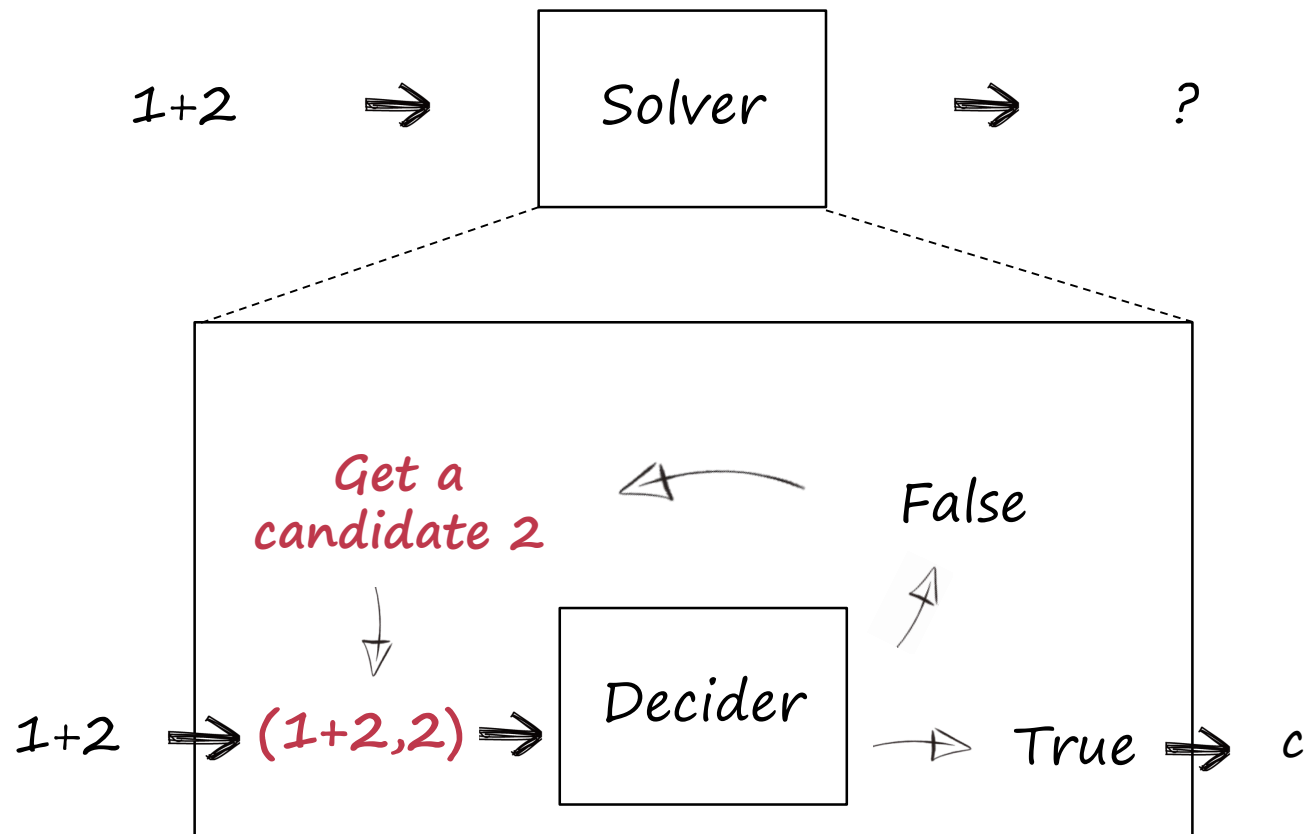 1+2
Solver
?
Get a
candidate 2
False
1+2
(1+2,2)
Decider
True
c